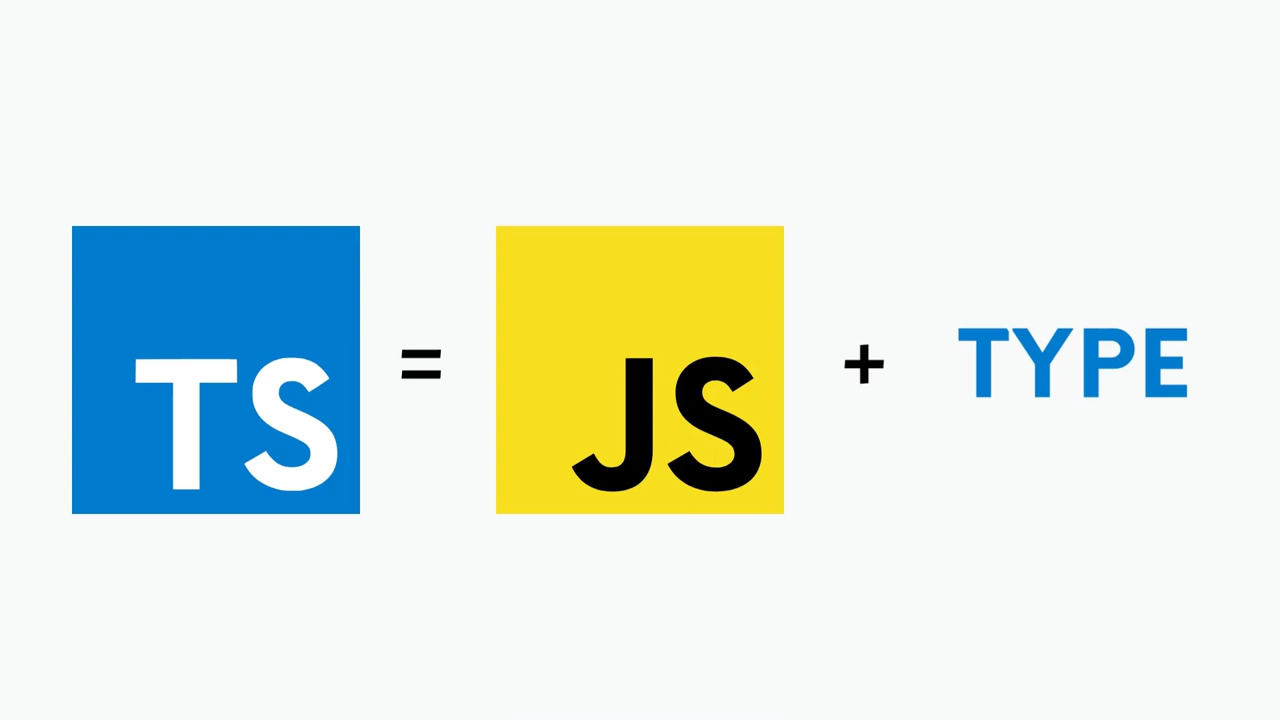 TS = JS + TYPE